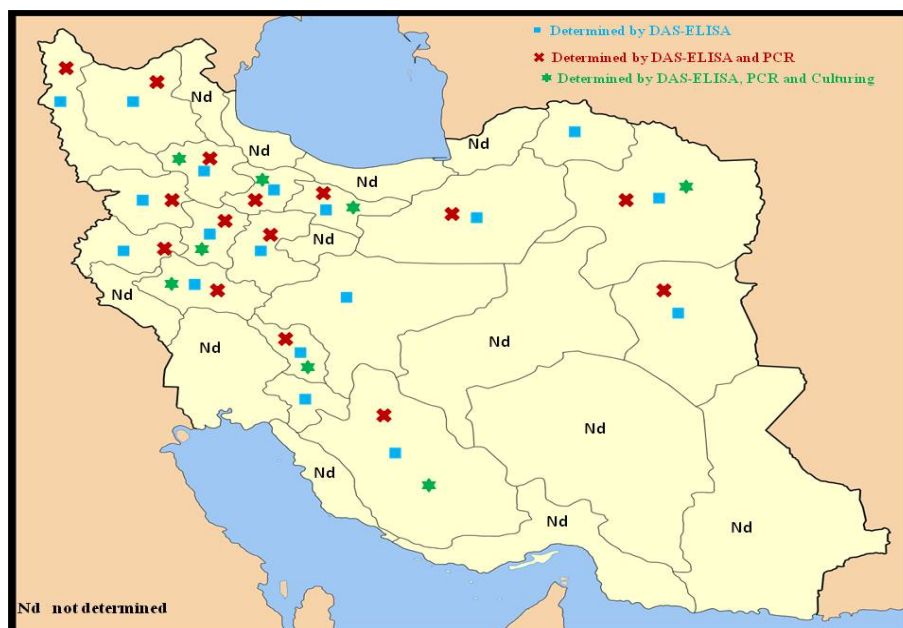 Determined by DAS-ELISA
Determined by DAS-ELISA and PCR
Determined by DAS-ELISA, PCR and Culturing
Nd
Nd
Nd
Nd
Nd
Nd
Nd
Nd
Nd
Nd
Nd
Nd
Nd not determined